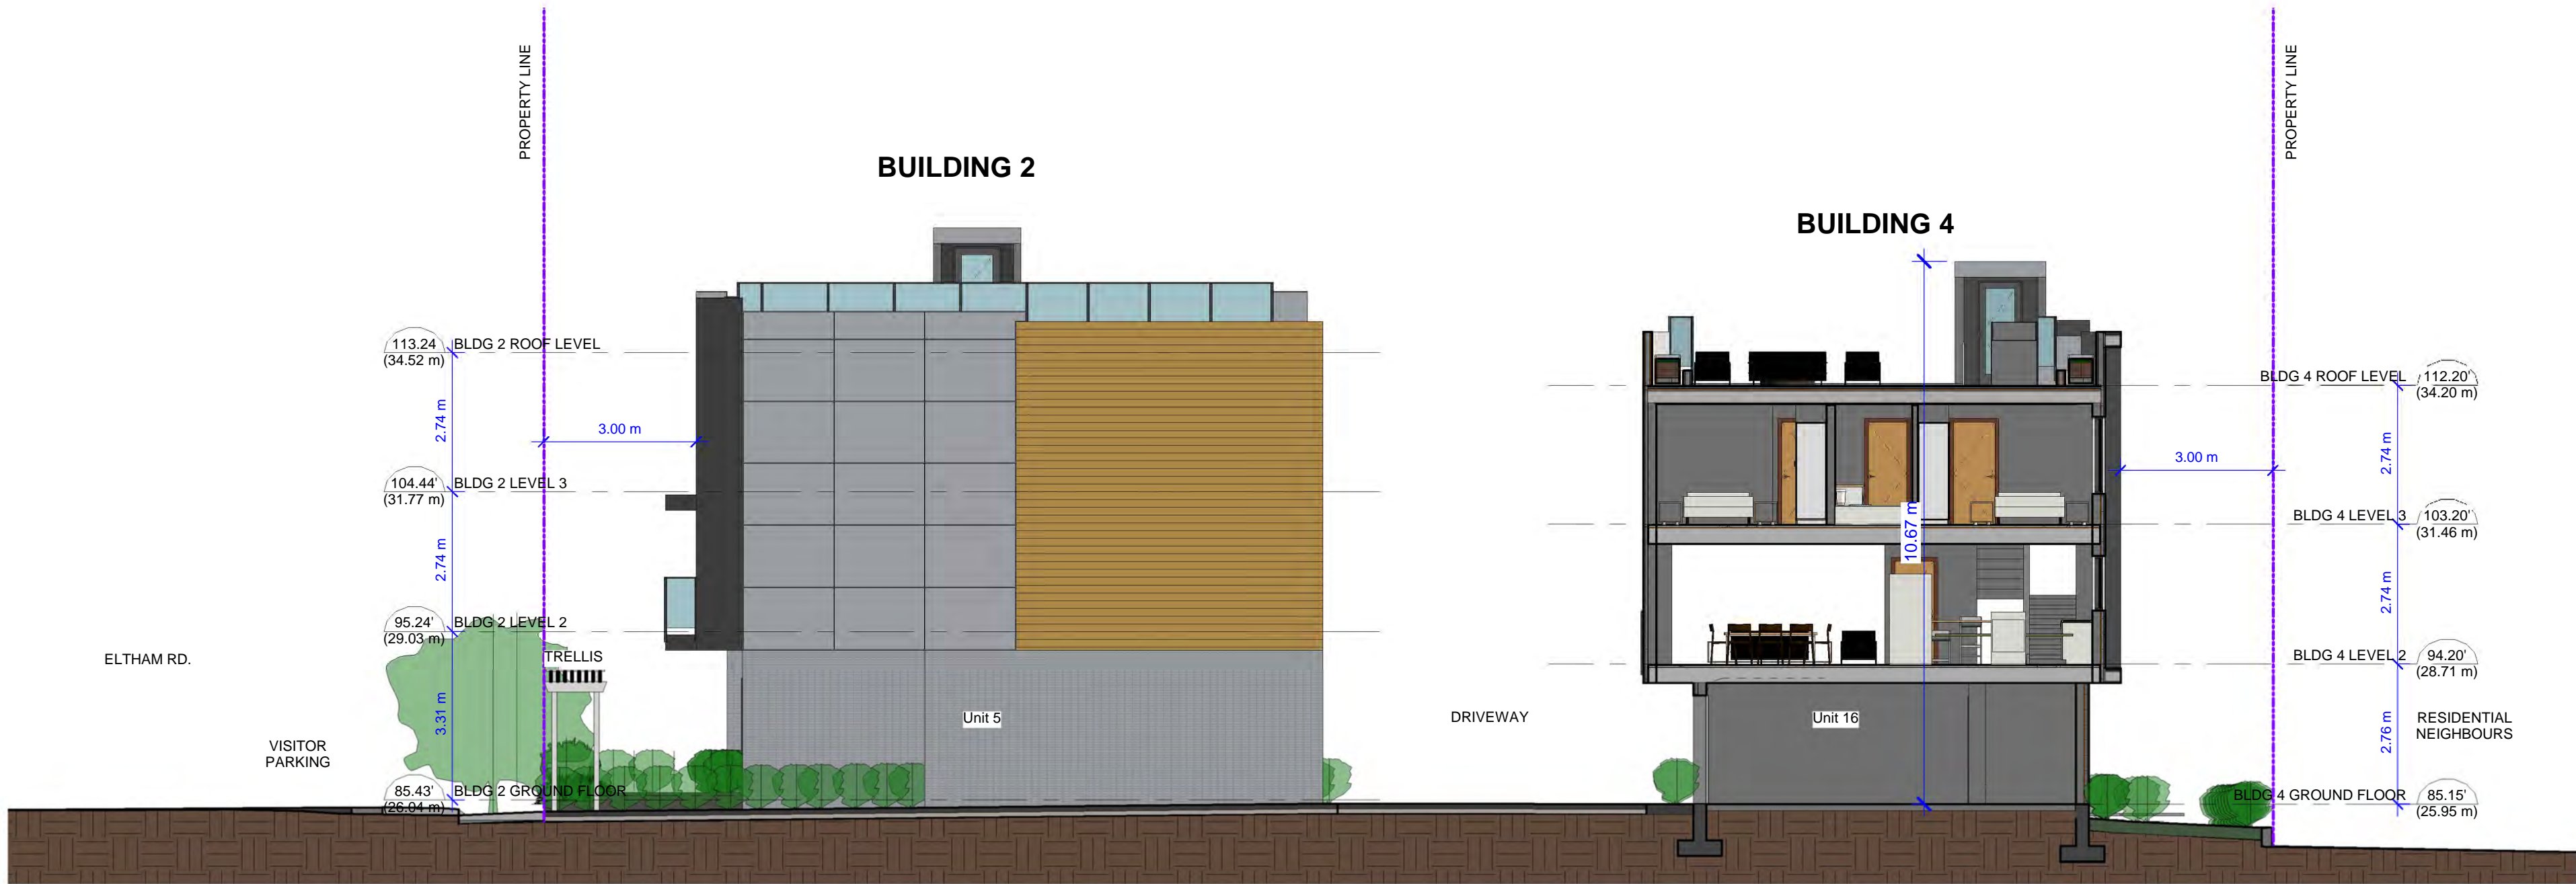 PROPERTY LINE
PROPERTY LINE
BUILDING 2
BUILDING 4
113.24
(34.52 m)
BLDG 2 ROOF LEVEL
2.74 m
3.00 m
104.44'
(31.77 m)
BLDG 2 LEVEL 3
2.74 m
95.24'
(29.03 m)
BLDG 2 LEVEL 2
ELTHAM RD.
TRELLIS
3.31 m
VISITOR
PARKING
85.43'
(26.04 m)
BLDG 2 GROUND FLOOR
Unit 5
DRIVEWAY
10.67 m
Unit 16
BLDG 4 ROOF LEVEL
112.20'
(34.20 m)
3.00 m
2.74 m
BLDG 4 LEVEL 3
103.20'
(31.46 m)
2.74 m
BLDG 4 LEVEL 2
94.20'
(28.71 m)
2.76 m
RESIDENTIAL
NEIGHBOURS
BLDG 4 GROUND FLOOR
85.15'
(25.95 m)